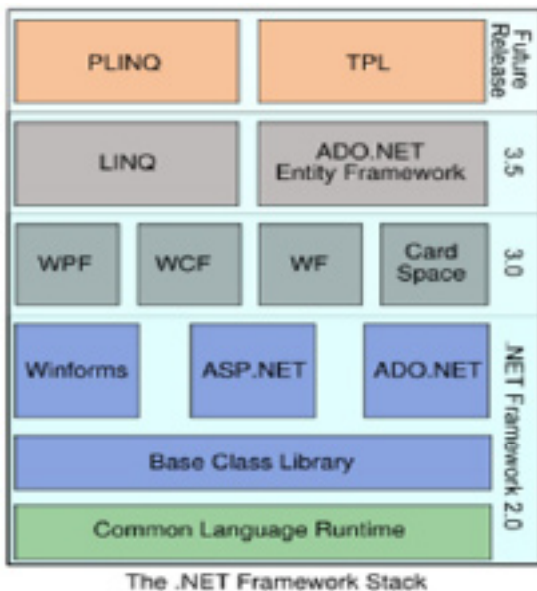 PLINQ
TPL
Future
Release
LINQ
ADO.NET
Entity Framework
3.5
WPF
WCF
WF
Card
Space
3.0
Winforms
ASP.NET
ADO.NET
.NET Framework 2.0
Base Class Library
Common Language Runtime
The .NET Framework Stack